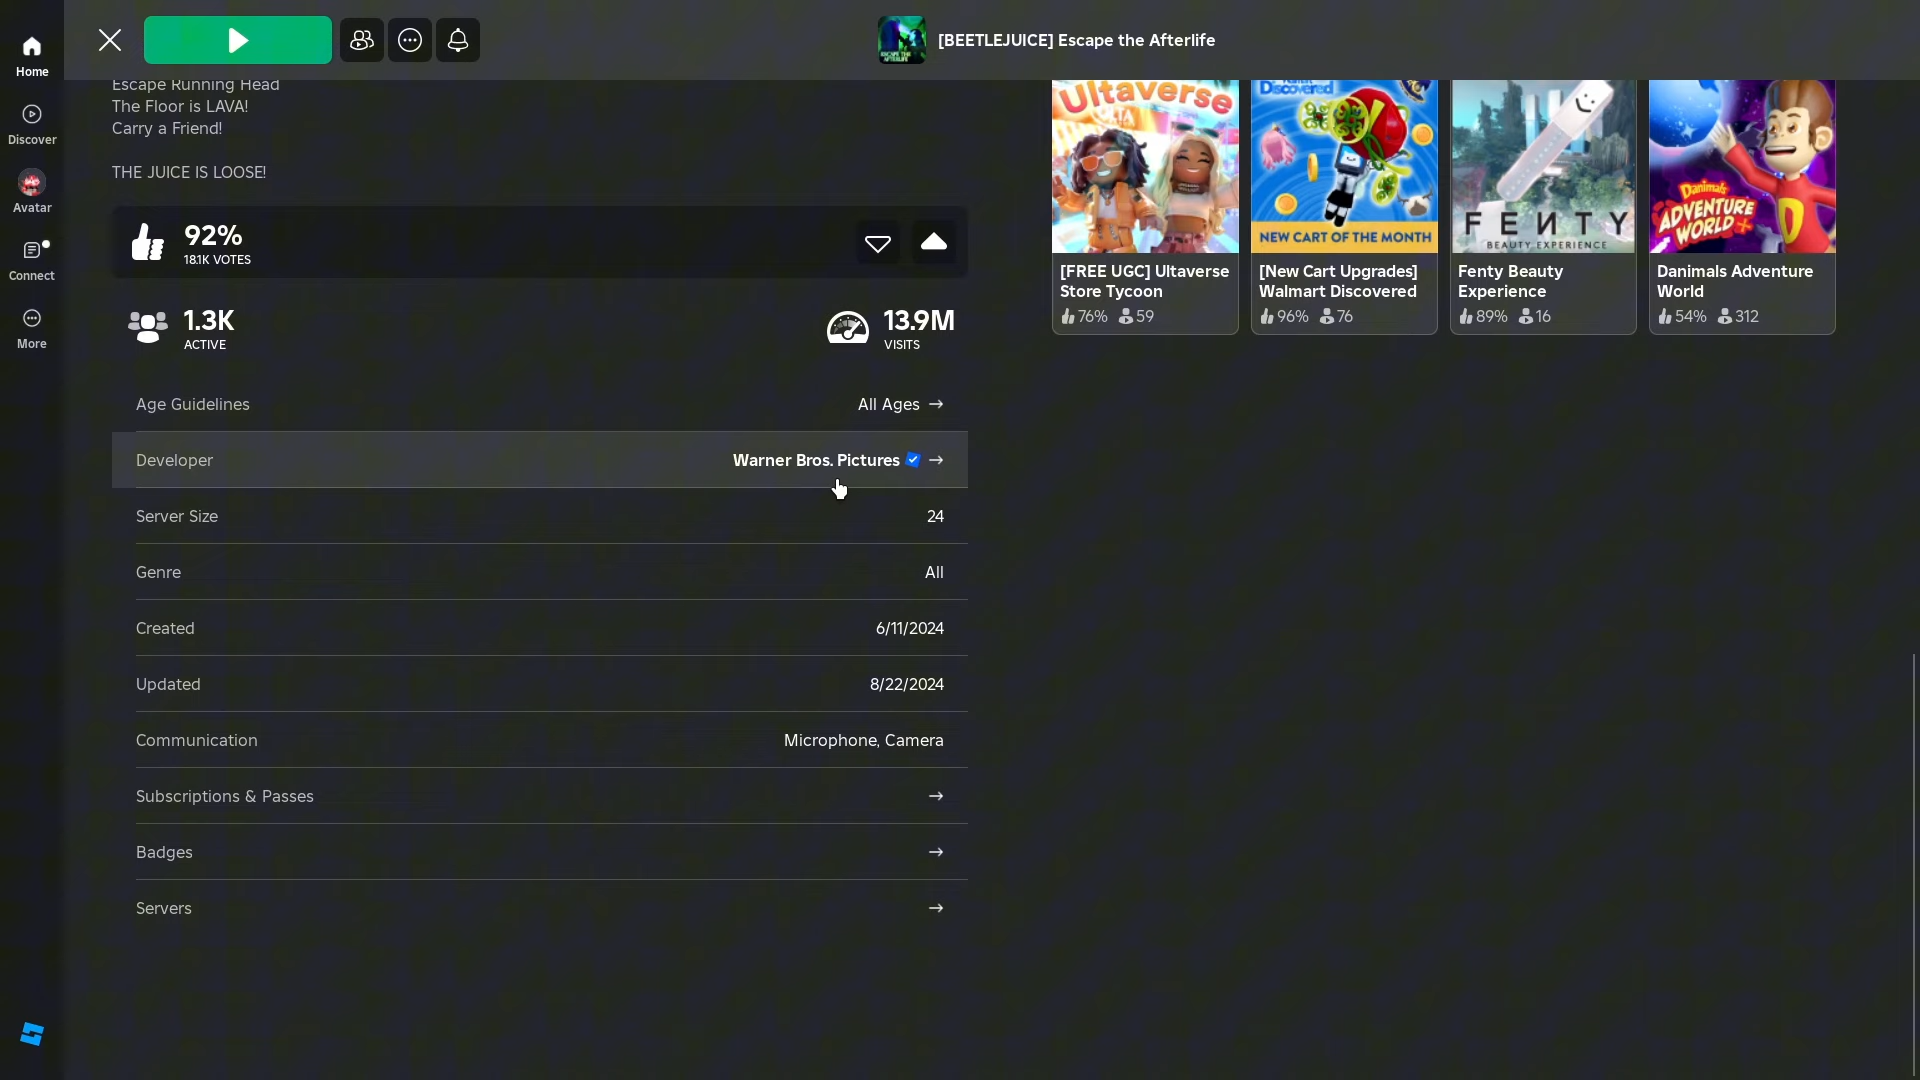 [BEETLEJUICE] Escape the Afterlife
Home
Discover
Avatar
Connect
More
Escape Running Head
The Floor is LAVA!
Carry a Friend!
THE JUICE IS LOOSE!
92%
18.1K VOTES
1.3K
ACTIVE
13.9M
VISITS
Age Guidelines
All Ages
Developer
Warner Bros. Pictures
Server Size
24
Genre
All
Created
6/11/2024
Updated
8/22/2024
Communication
Microphone, Camera
Subscriptions & Passes
Badges
Servers
Ultaverse
[FREE UGC] Ultaverse
Store Tycoon
76% 59
Discovered
NEW CART OF THE MONTH
[New Cart Upgrades]
Walmart Discovered
96% 76
FENTY
BEAUTY EXPERIENCE
Fenty Beauty
Experience
89% 16
Danimals
ADVENTURE
WORLD
Danimals Adventure
World
54% 312